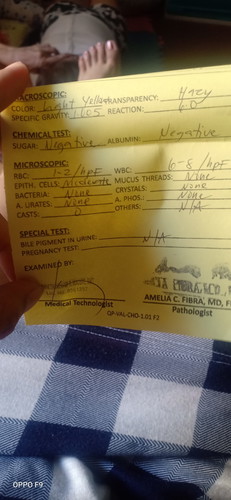 MACROSCOPIC:
COLOR: Light Yellow TRANSPARENCY: Hazy
SPECIFIC GRAVITY: REACTION: 6.0
CHEMICAL TEST:
SUGAR: Negative ALBUMIN: Negative
MICROSCOPIC:
RBC: 1-2 /hpf WBC: 6-8 /hpf
EPITH. CELLS: Moderate MUCUS THREADS: None
BACTERIA: None CRYSTALS: None
A. URATES: None A. PHOS.: None
CASTS: 0 OTHERS: N/A
SPECIAL TEST:
BILE PIGMENT IN URINE: N/A
PREGNANCY TEST:
EXAMINED BY:
Medical Technologist AMELIA C. FIBRA, MD, F
Pathologist
QP-VAL-CHO-1.01 F2
OPPO F9